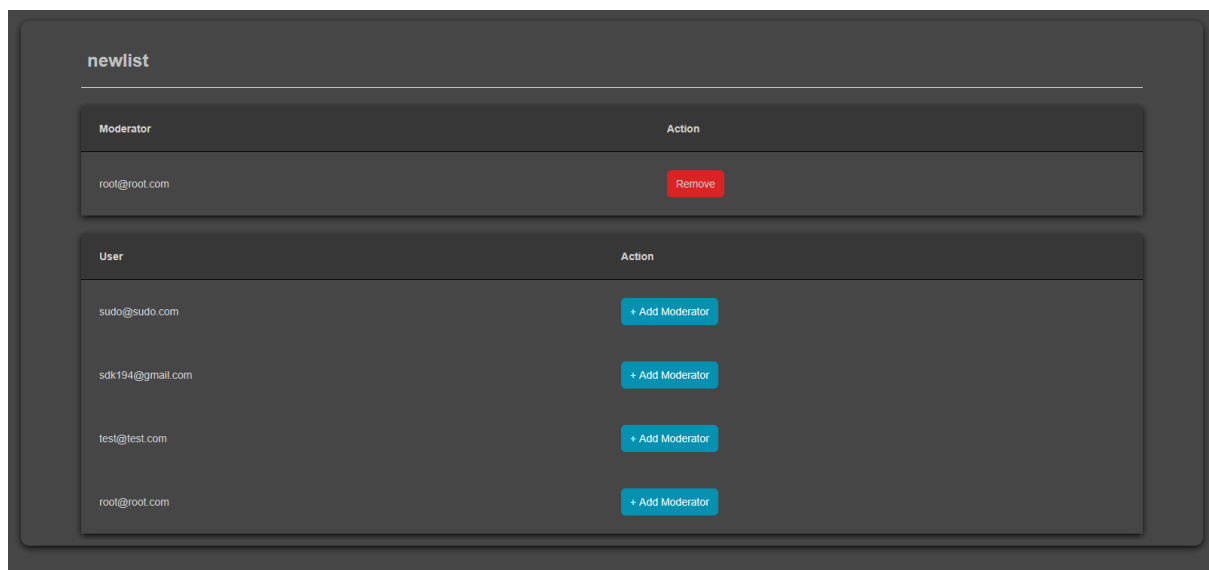 newlist
Moderator Action
root@root.com Remove
User Action
sudo@sudo.com + Add Moderator
sdk194@gmail.com + Add Moderator
test@test.com + Add Moderator
root@root.com + Add Moderator